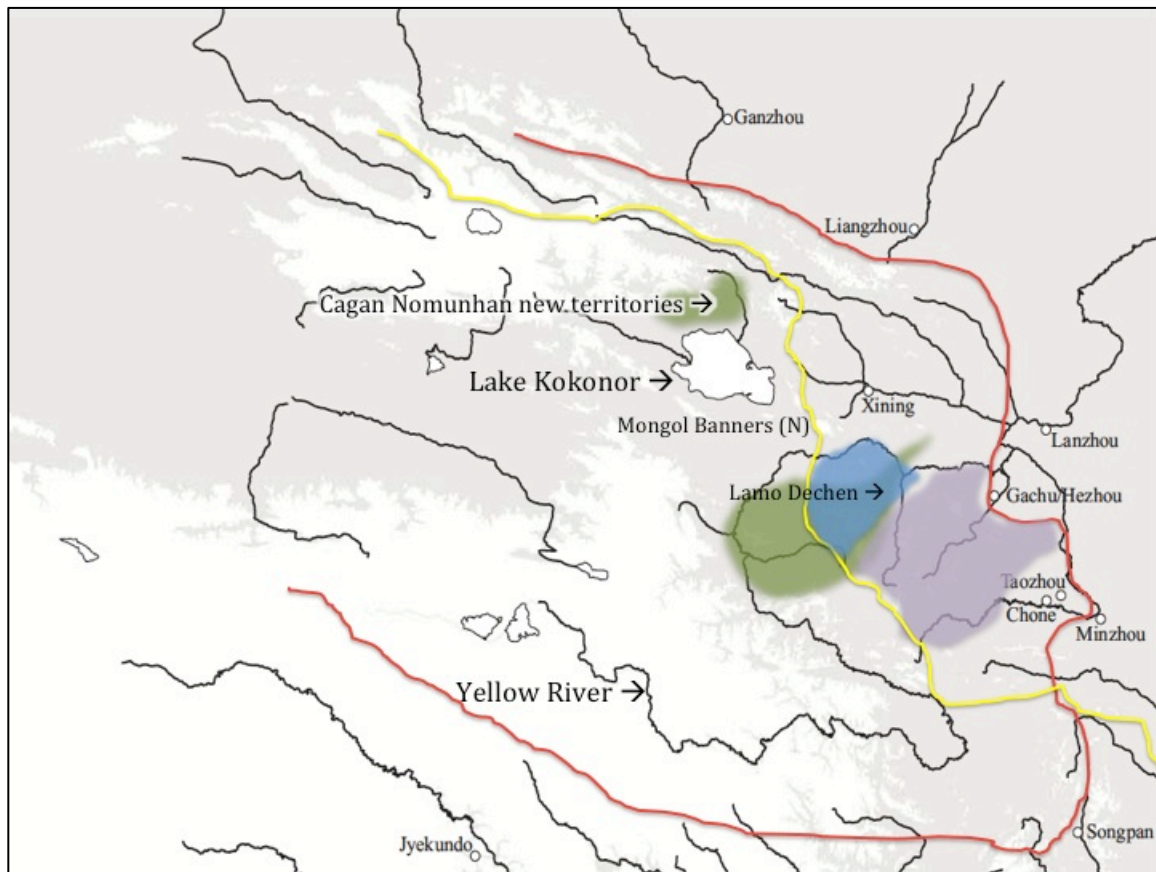 Ganzhou
Liangzhou
Cagan Nomunhan new territories →
Lake Kokonor →
Xining
Mongol Banners (N)
Lanzhou
Lamo Dechen →
Gachu/Hezhou
Taozhou
Chone
Minzhou
Yellow River →
Songpan
Jyekundo